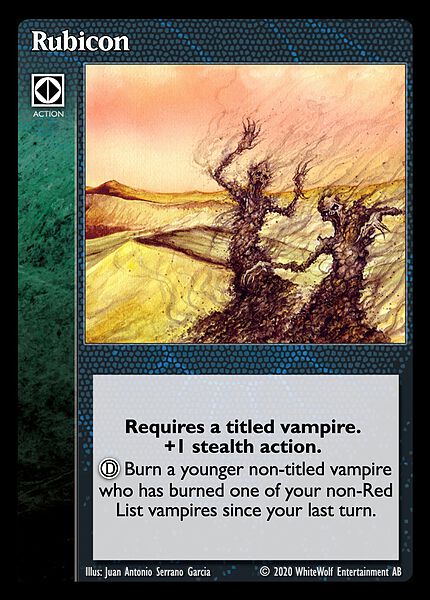 Rubicon
ACTION
Requires a titled vampire.
+1 stealth action.
Ⓓ Burn a younger non-titled vampire
who has burned one of your non-Red
List vampires since your last turn.
Illus: Juan Antonio Serrano Garcia © 2020 WhiteWolf Entertainment AB